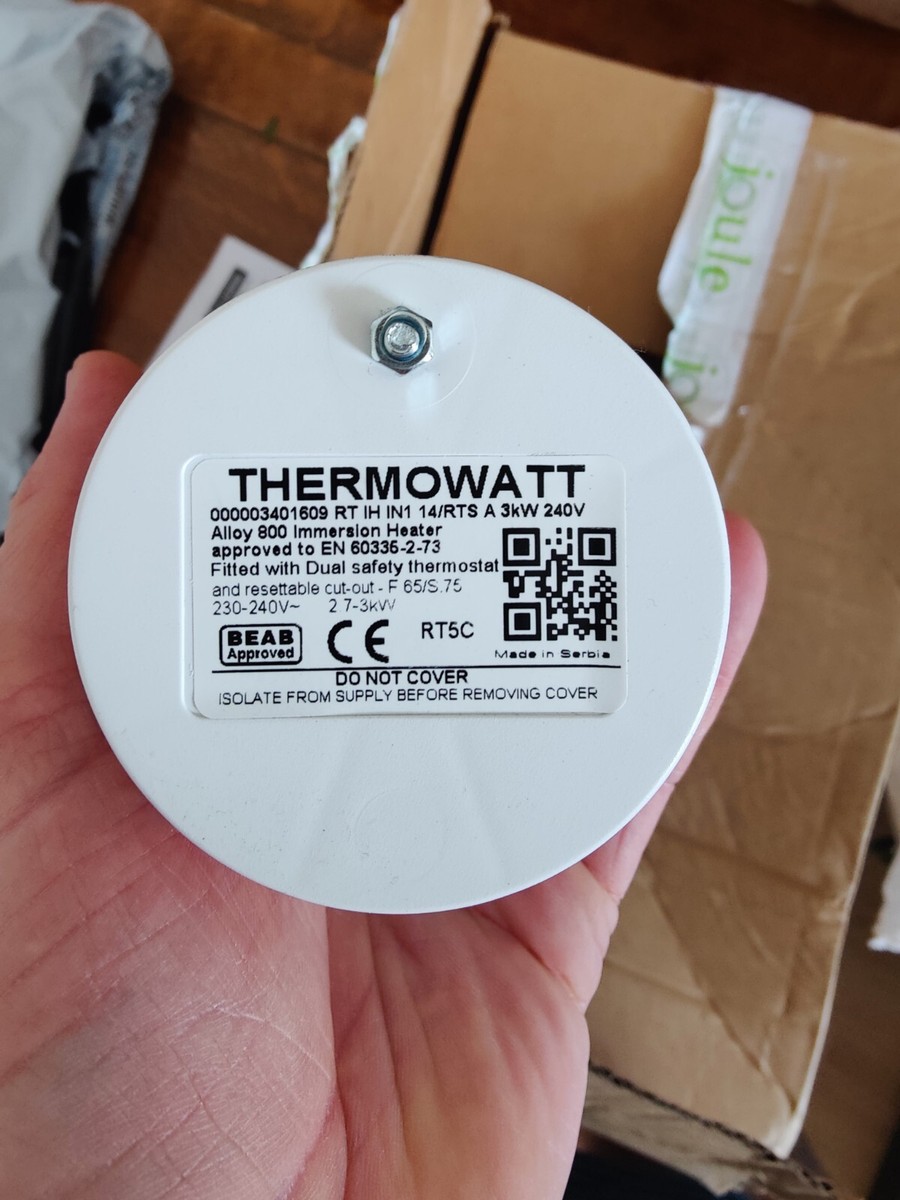 joule
jo
THERMOWATT
000003401609 RT IH IN1 14/RTS A 3kW 240V
Alloy 800 Immersion Heater
approved to EN 60335-2-73
Fitted with Dual safety thermostat
and resettable cut-out - F 65/S.75
230-240V~ 2.7-3kW
BEAB
Approved
CE
RT5C
Made in Serbia
DO NOT COVER
ISOLATE FROM SUPPLY BEFORE REMOVING COVER